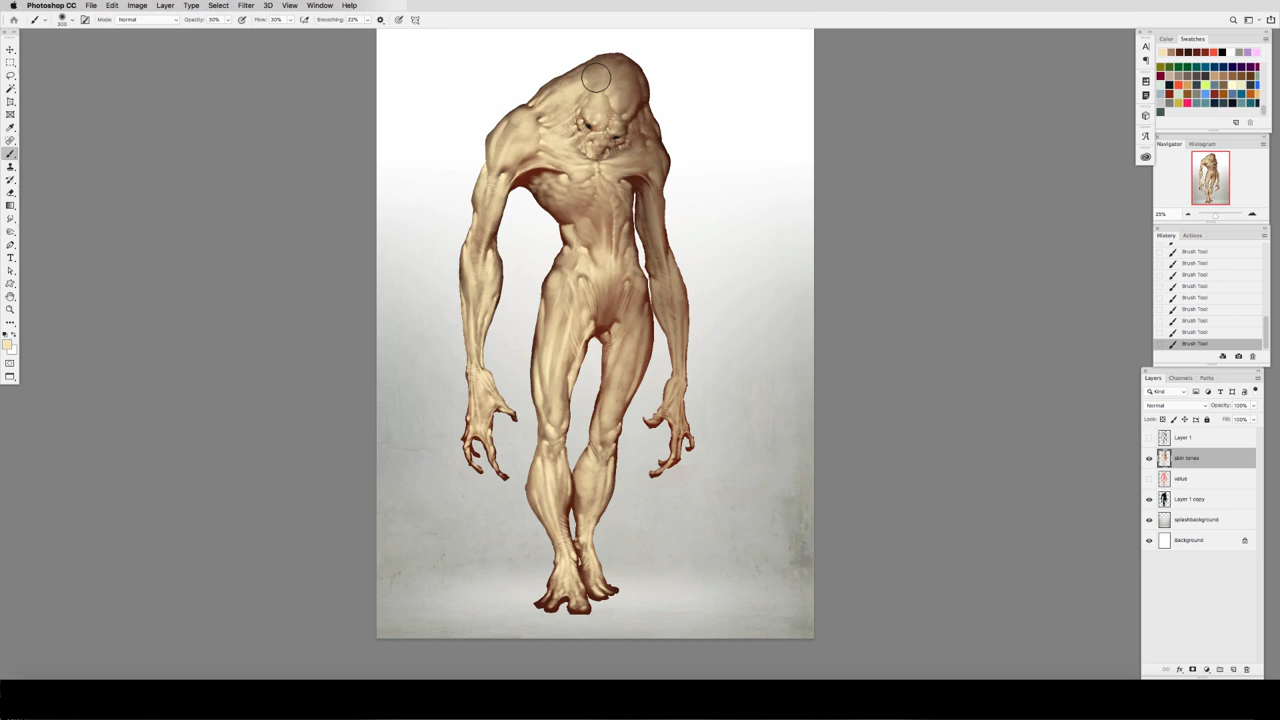 Photoshop CC File Edit Image Layer Type Select Filter 3D View Window Help
300 Mode: Normal Opacity: 30% Flow: 30% Smoothing: 22%
Color Swatches
Navigator Histogram
25%
History Actions
Brush Tool
Brush Tool
Brush Tool
Brush Tool
Brush Tool
Brush Tool
Brush Tool
Brush Tool
Brush Tool
Layers Channels Paths
Kind
Normal Opacity: 100%
Lock: Fill: 100%
Layer 1
skin tones
value
Layer 1 copy
splashbackground
Background